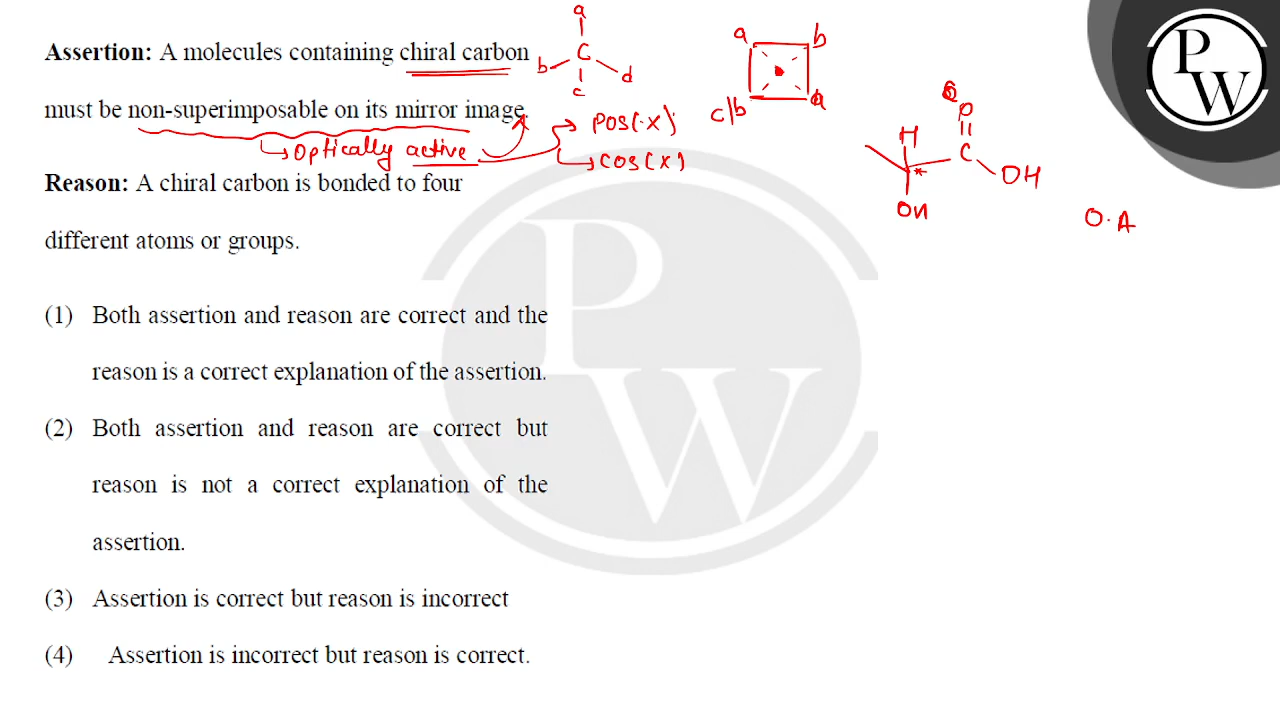 Assertion: A molecules containing chiral carbon
must be non-superimposable on its mirror image.
Optically active
POS(·X)
COS(X)
Reason: A chiral carbon is bonded to four
different atoms or groups.
(1) Both assertion and reason are correct and the
reason is a correct explanation of the assertion.
(2) Both assertion and reason are correct but
reason is not a correct explanation of the
assertion.
(3) Assertion is correct but reason is incorrect
(4) Assertion is incorrect but reason is correct.
a
C
b
d
c
a
b
c/b
a
O
H
C
*
OH
OH
O·A
P
W
P
W